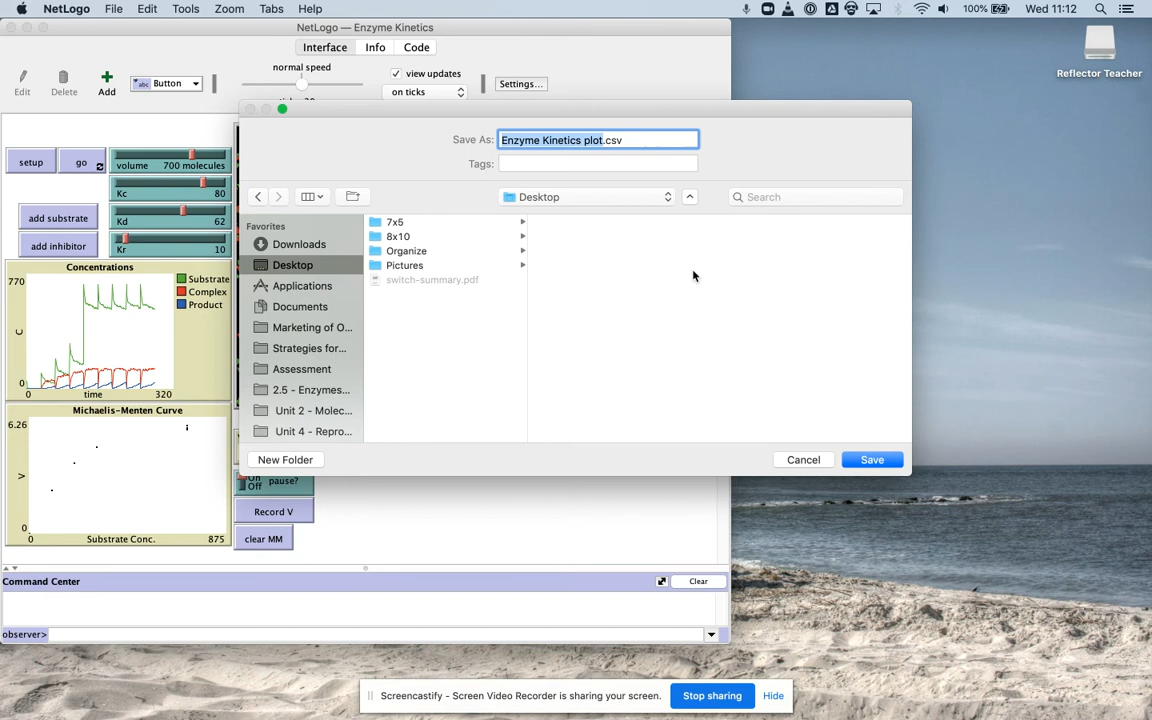 NetLogo File Edit Tools Zoom Tabs Help 100% Wed 11:12
NetLogo — Enzyme Kinetics
Interface Info Code
normal speed
view updates
Edit Delete Add abc Button on ticks Settings...
Reflector Teacher
Save As: Enzyme Kinetics plot.csv
Tags:
Desktop Search
Favorites
Downloads
Desktop
Applications
Documents
Marketing of O...
Strategies for...
Assessment
2.5 - Enzymes...
Unit 2 - Molec...
Unit 4 - Repro...
7x5
8x10
Organize
Pictures
switch-summary.pdf
New Folder Cancel Save
setup go volume 700 molecules
Kc 80
add substrate Kd 62
add inhibitor Kr 10
Concentrations
770
C
0
0 time 320
Substrate
Complex
Product
Michaelis-Menten Curve
6.26
V
0
0 Substrate Conc. 875
On
Off pause?
Record V
clear MM
Command Center Clear
observer>
Screencastify - Screen Video Recorder is sharing your screen. Stop sharing Hide